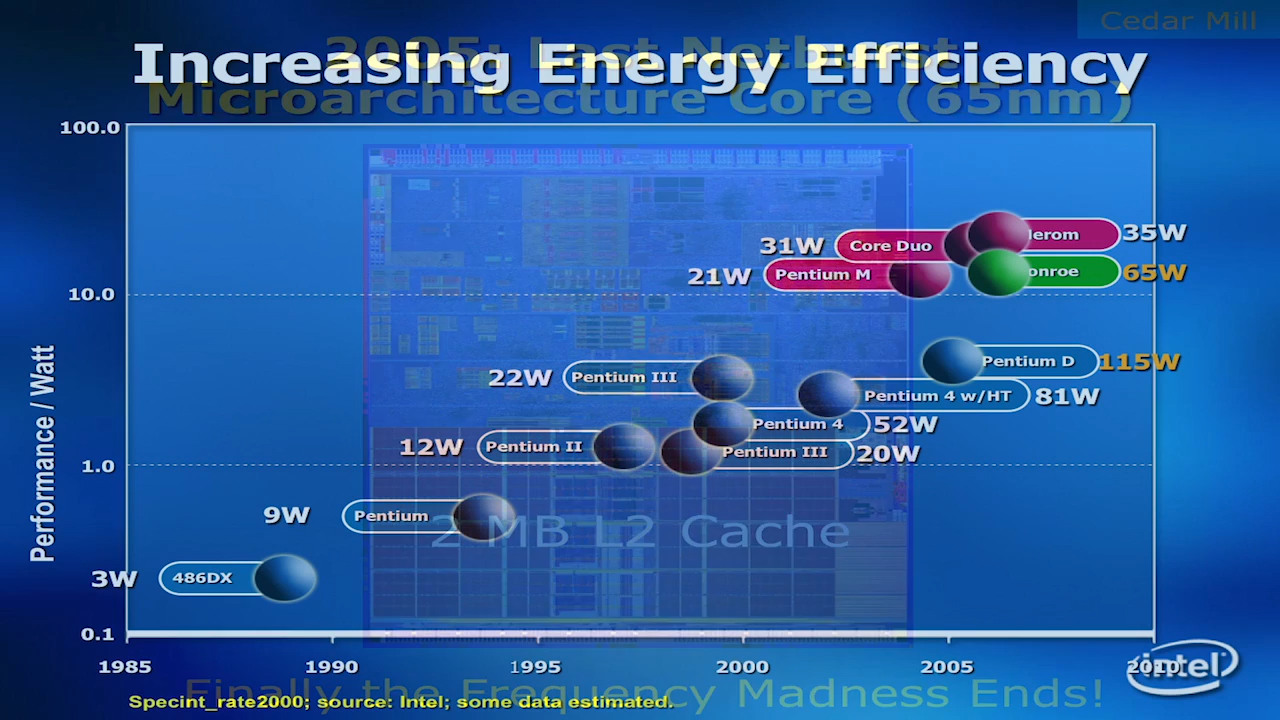 Cedar Mill
2005: Last Netburst
Increasing Energy Efficiency
Microarchitecture Core (65nm)
100.0
31W Core Duo
erom 35W
21W Pentium M
onroe 65W
10.0
Pentium D 115W
22W Pentium III
Pentium 4 w/HT 81W
Pentium 4 52W
12W Pentium II
Pentium III 20W
1.0
Performance / Watt
9W Pentium
2 MB L2 Cache
3W 486DX
0.1
1985 1990 1995 2000 2005 2010
intel
Finally the Frequency Madness Ends!
Specint_rate2000; source: Intel; some data estimated.